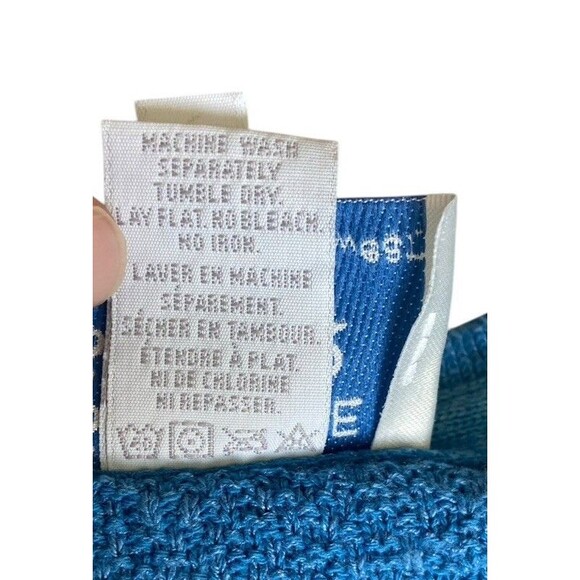 MACHINE WASH
SEPARATELY
TUMBLE DRY.
LAY FLAT. NO BLEACH.
NO IRON.
LAVER EN MACHINE
SÉPAREMENT.
SÉCHER EN TAMBOUR.
ÉTENDRE À PLAT.
NI DE CHLORINE
NI REPASSER.
E